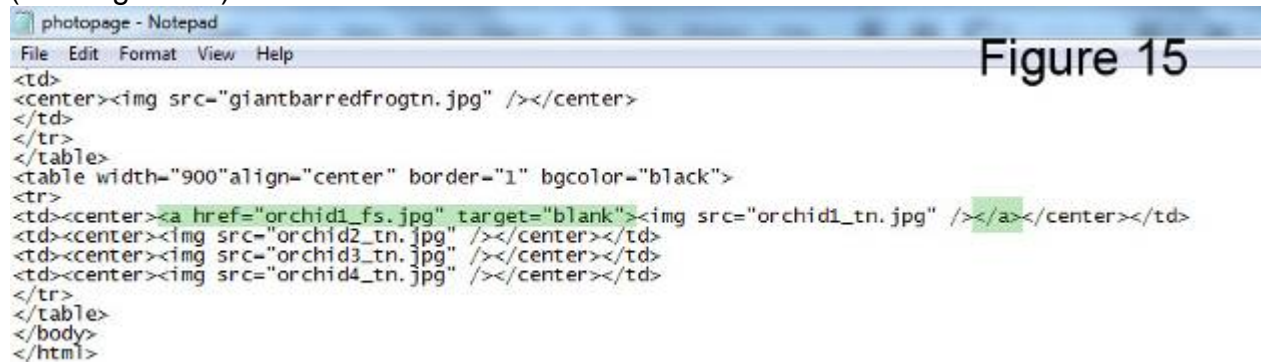 photopage - Notepad
File Edit Format View Help
Figure 15
<td>
<center><img src="giantbarredfrogtn.jpg" /></center>
</td>
</tr>
</table>
<table width="900"align="center" border="1" bgcolor="black">
<tr>
<td><center><a href="orchid1_fs.jpg" target="blank"><img src="orchid1_tn.jpg" /></a></center></td>
<td><center><img src="orchid2_tn.jpg" /></center></td>
<td><center><img src="orchid3_tn.jpg" /></center></td>
<td><center><img src="orchid4_tn.jpg" /></center></td>
</tr>
</table>
</body>
</html>